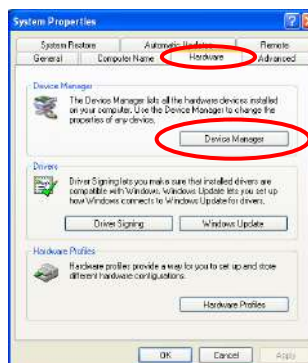 System Properties
System Restore Automatic Updates Remote
General Computer Name Hardware Advanced
Device Manager
The Device Manager lists all the hardware devices installed
on your computer. Use the Device Manager to change the
properties of any device.
Device Manager
Drivers
Driver Signing lets you make sure that installed drivers are
compatible with Windows. Windows Update lets you set up
how Windows connects to Windows Update for drivers.
Driver Signing Windows Update
Hardware Profiles
Hardware profiles provide a way for you to set up and store
different hardware configurations.
Hardware Profiles
OK Cancel Apply